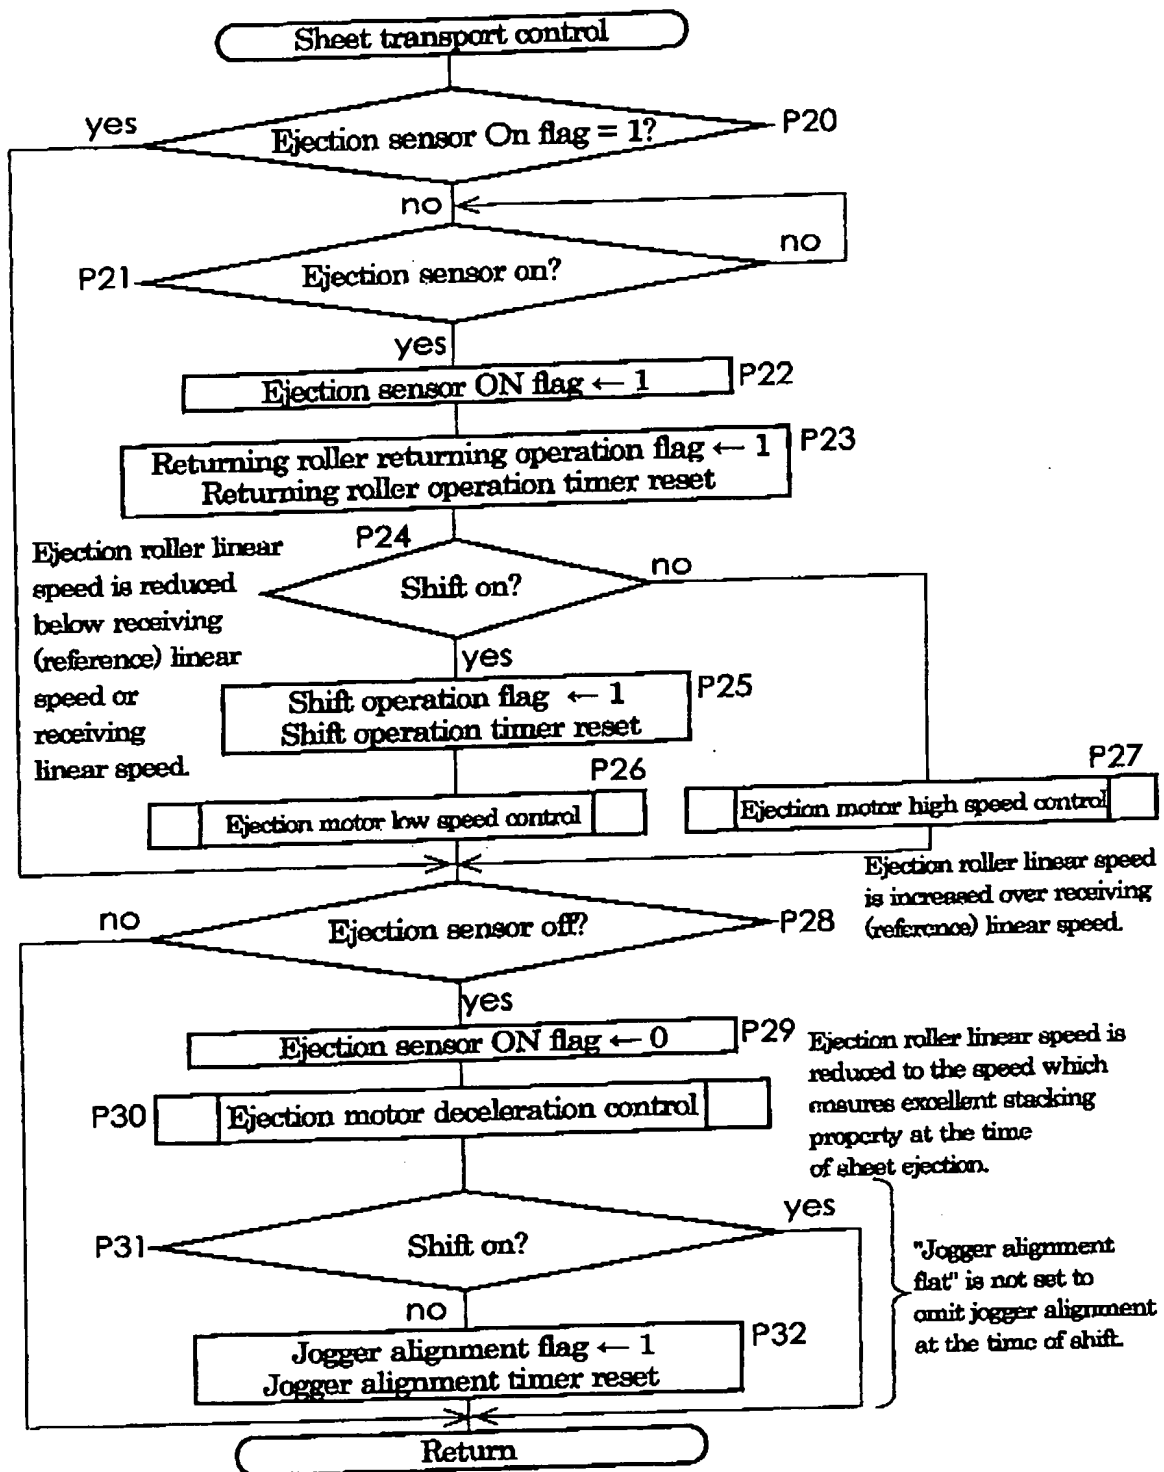 Sheet transport control
yes
Ejection sensor On flag = 1?
P20
no
no
P21
Ejection sensor on?
yes
Ejection sensor ON flag ← 1
P22
Returning roller returning operation flag ← 1
Returning roller operation timer reset
P23
P24
Shift on?
no
Ejection roller linear
speed is reduced
below receiving
(reference) linear
speed or
receiving
linear speed.
yes
Shift operation flag ← 1
Shift operation timer reset
P25
P26
Ejection motor low speed control
P27
Ejection motor high speed control
Ejection roller linear speed
is increased over receiving
(reference) linear speed.
no
Ejection sensor off?
P28
yes
Ejection sensor ON flag ← 0
P29
P30
Ejection motor deceleration control
Ejection roller linear speed is
reduced to the speed which
ensures excellent stacking
property at the time
of sheet ejection.
P31
Shift on?
yes
no
Jogger alignment flag ← 1
Jogger alignment timer reset
P32
"Jogger alignment
flat" is not set to
omit jogger alignment
at the time of shift.
Return